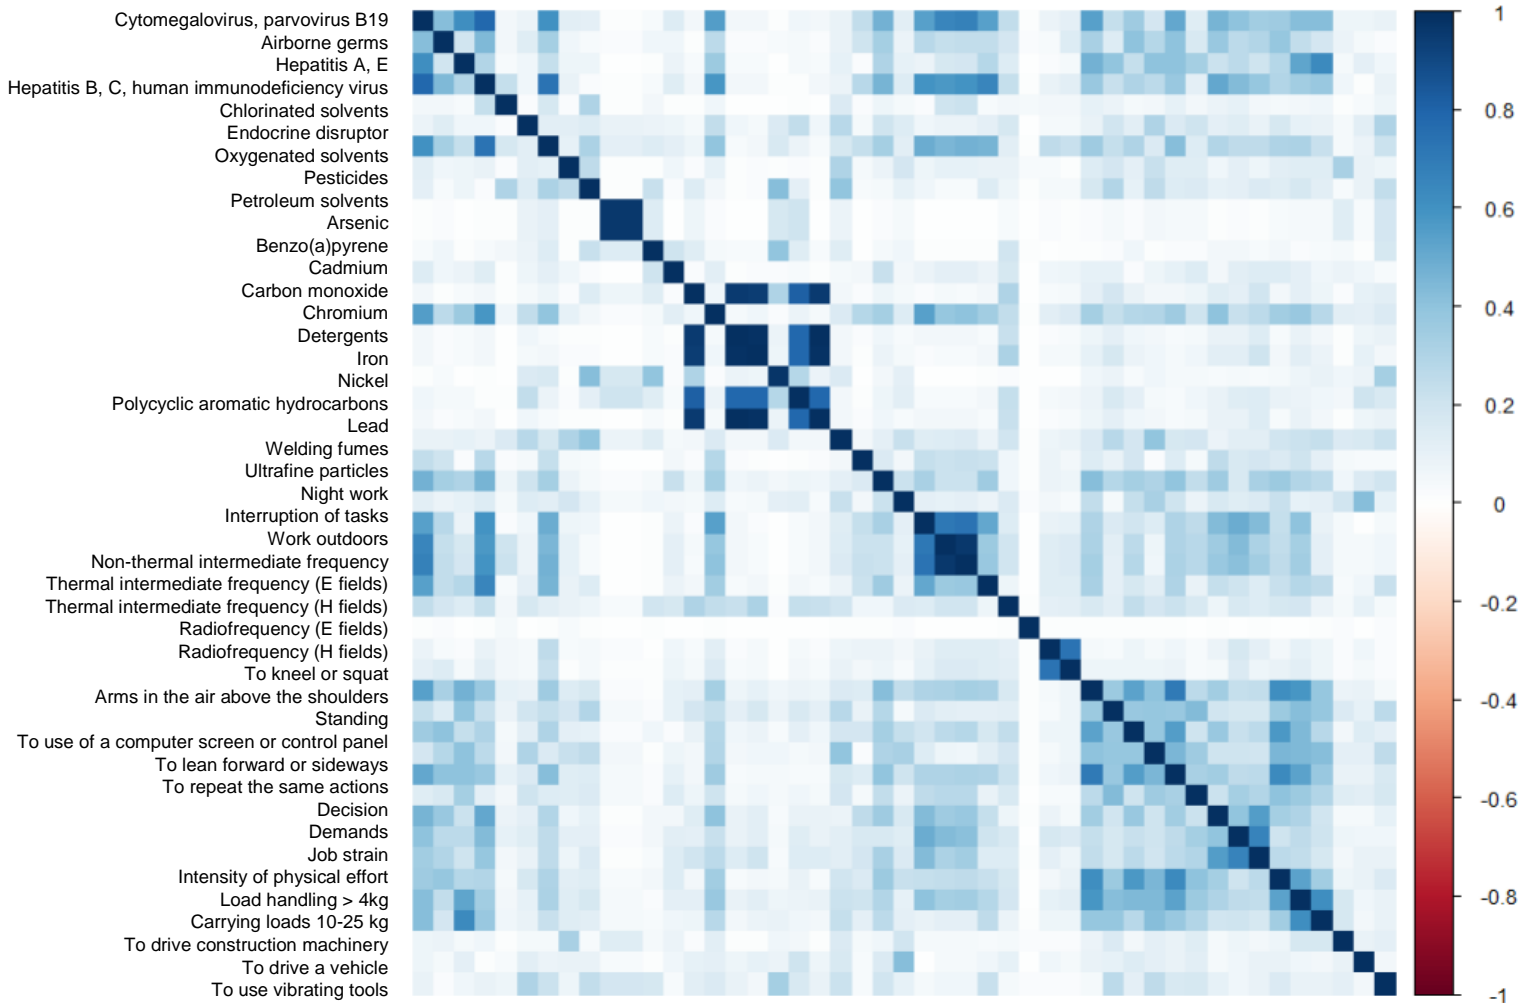 Cytomegalovirus, parvovirus B19
Airborne germs
Hepatitis A, E
Hepatitis B, C, human immunodeficiency virus
Chlorinated solvents
Endocrine disruptor
Oxygenated solvents
Pesticides
Petroleum solvents
Arsenic
Benzo(a)pyrene
Cadmium
Carbon monoxide
Chromium
Detergents
Iron
Nickel
Polycyclic aromatic hydrocarbons
Lead
Welding fumes
Ultrafine particles
Night work
Interruption of tasks
Work outdoors
Non-thermal intermediate frequency
Thermal intermediate frequency (E fields)
Thermal intermediate frequency (H fields)
Radiofrequency (E fields)
Radiofrequency (H fields)
To kneel or squat
Arms in the air above the shoulders
Standing
To use of a computer screen or control panel
To lean forward or sideways
To repeat the same actions
Decision
Demands
Job strain
Intensity of physical effort
Load handling > 4kg
Carrying loads 10-25 kg
To drive construction machinery
To drive a vehicle
To use vibrating tools
1
0.8
0.6
0.4
0.2
0
-0.2
-0.4
-0.6
-0.8
-1